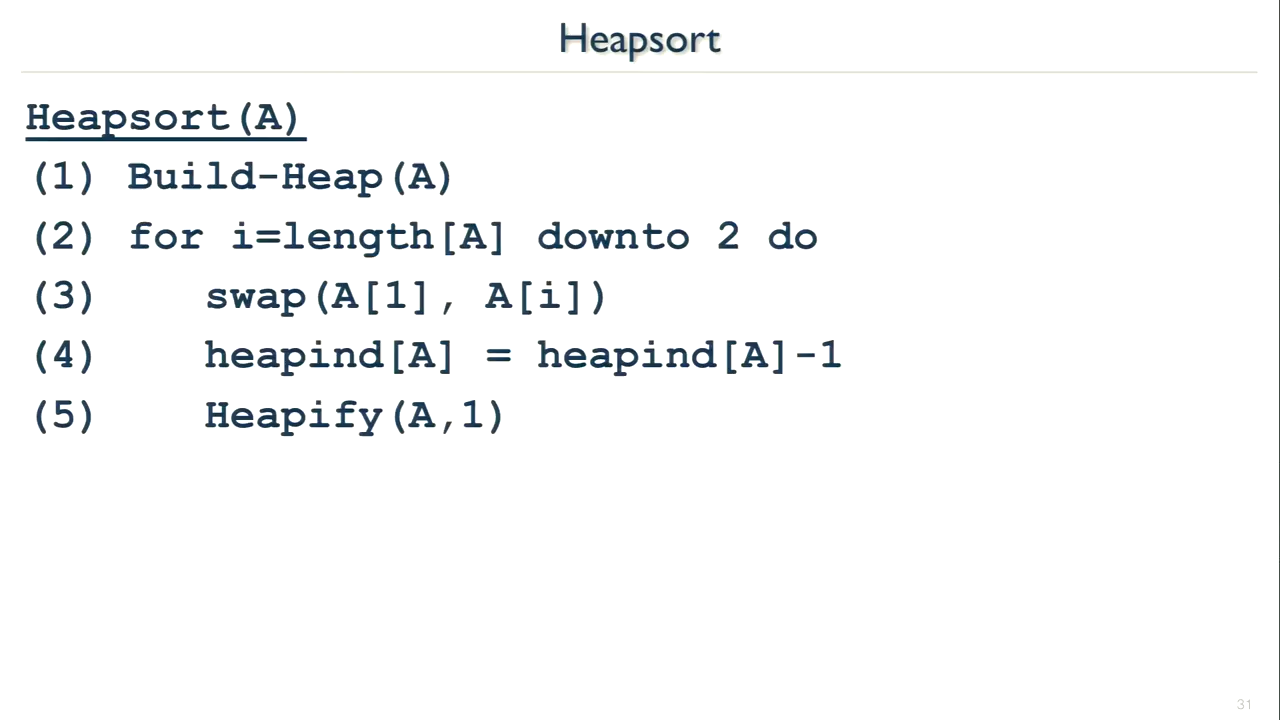 Heapsort
Heapsort(A)
(1) Build-Heap(A)
(2) for i=length[A] downto 2 do
(3) swap(A[1], A[i])
(4) heapind[A] = heapind[A]-1
(5) Heapify(A,1)
31